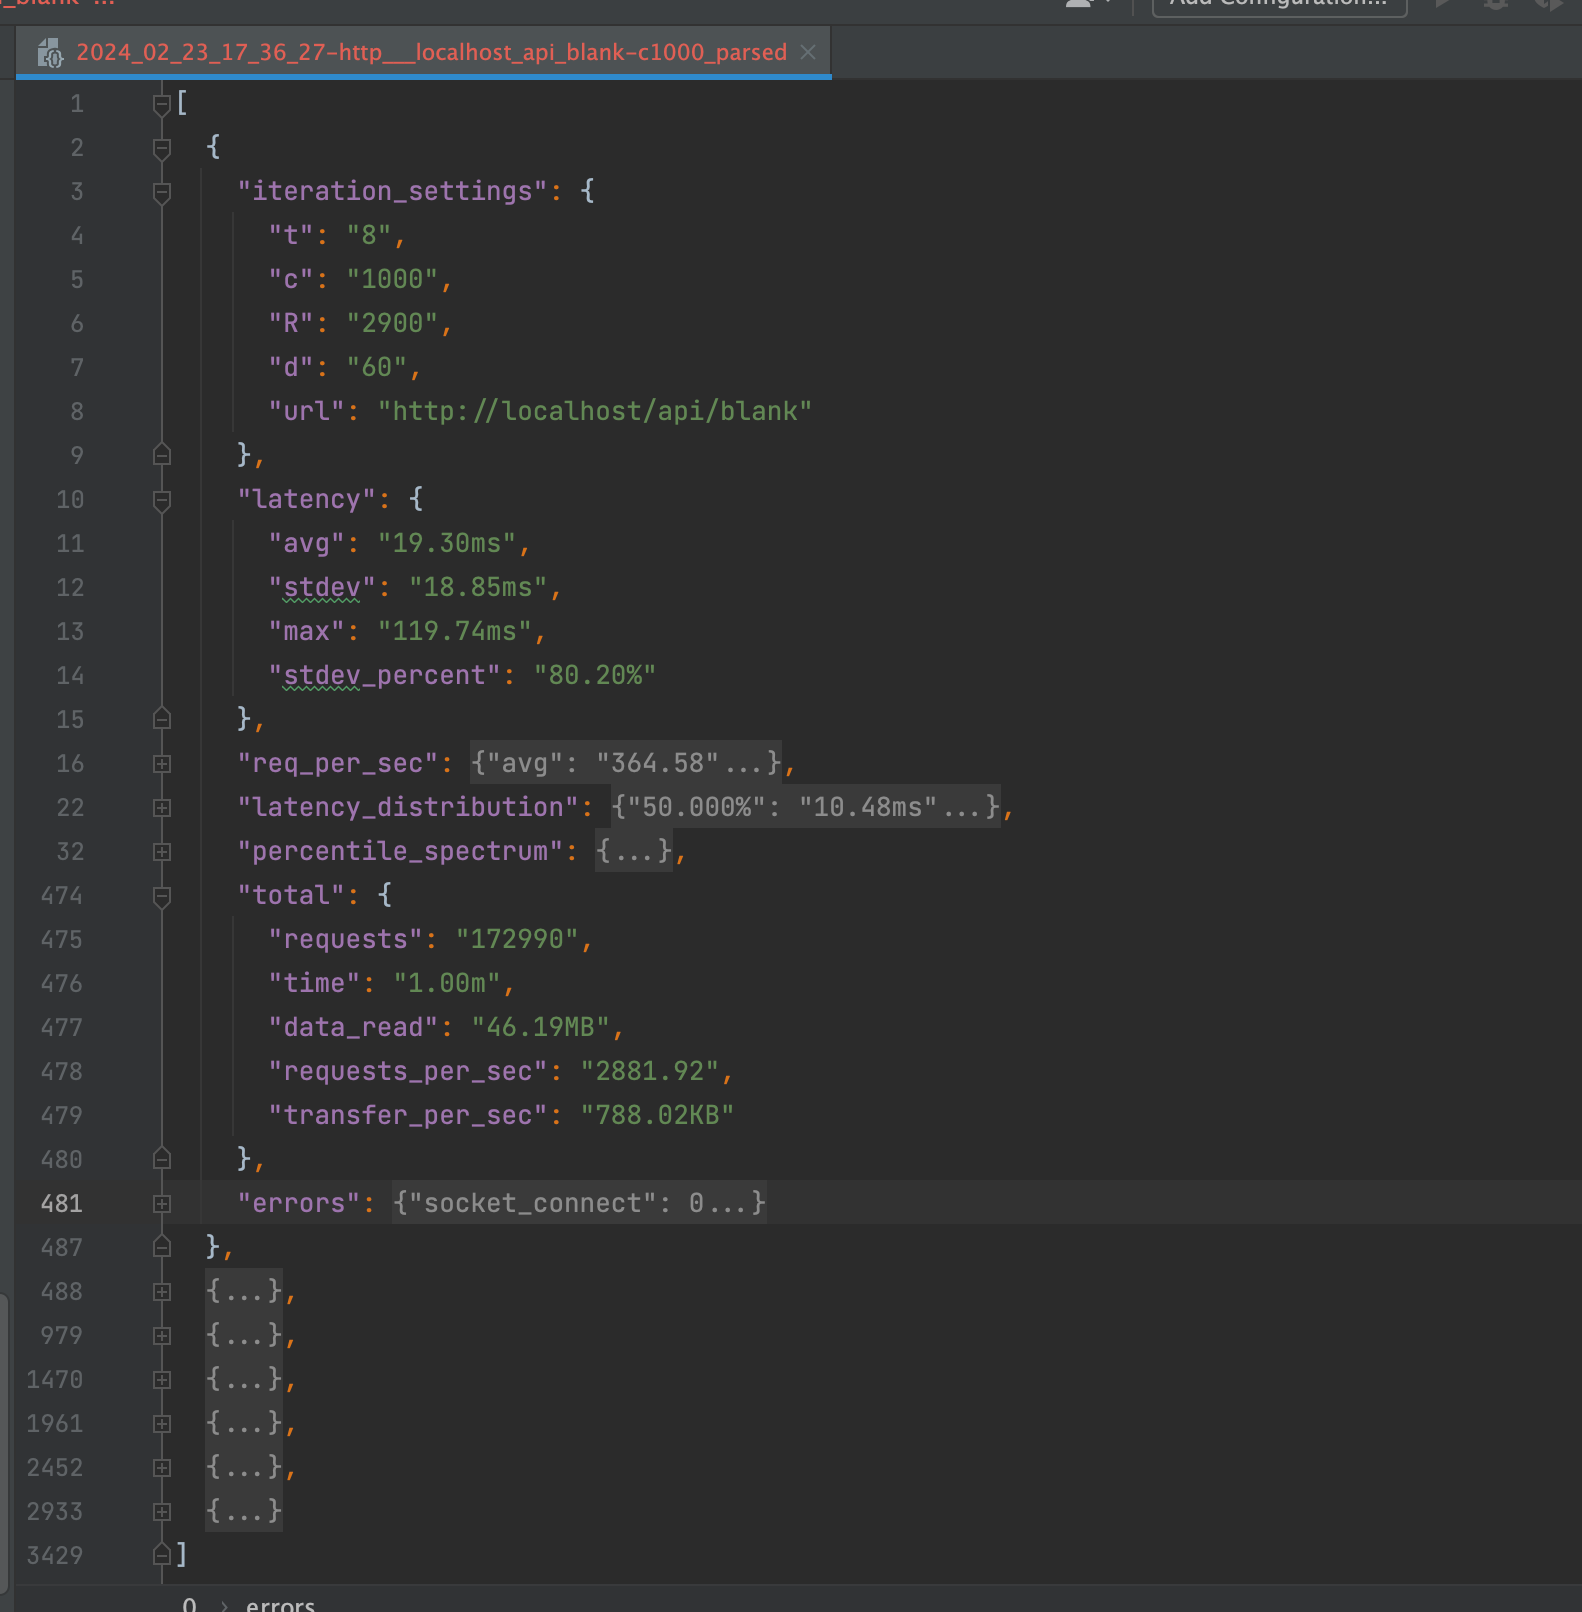 _blank ...
Add Configuration...
2024_02_23_17_36_27-http___localhost_api_blank-c1000_parsed
1 [
2 {
3 "iteration_settings": {
4 "t": "8",
5 "c": "1000",
6 "R": "2900",
7 "d": "60",
8 "url": "http://localhost/api/blank"
9 },
10 "latency": {
11 "avg": "19.30ms",
12 "stdev": "18.85ms",
13 "max": "119.74ms",
14 "stdev_percent": "80.20%"
15 },
16 "req_per_sec": {"avg": "364.58"...},
22 "latency_distribution": {"50.000%": "10.48ms"...},
32 "percentile_spectrum": {...},
474 "total": {
475 "requests": "172990",
476 "time": "1.00m",
477 "data_read": "46.19MB",
478 "requests_per_sec": "2881.92",
479 "transfer_per_sec": "788.02KB"
480 },
481 "errors": {"socket_connect": 0...}
487 },
488 {...},
979 {...},
1470 {...},
1961 {...},
2452 {...},
2933 {...}
3429 ]
0 › errors